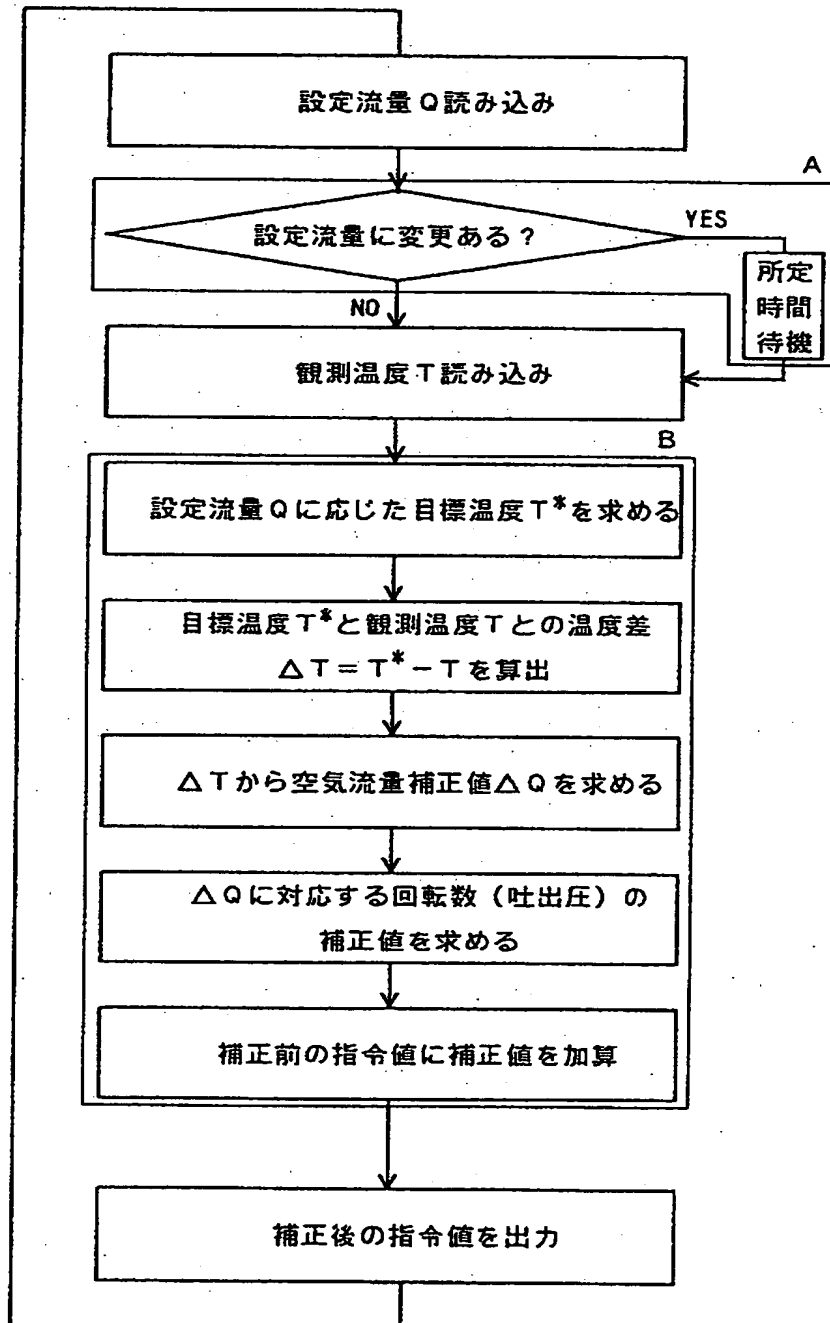 設定流量Q読み込み
A
設定流量に変更ある？
YES
所定
時間
待機
NO
観測温度T読み込み
B
設定流量Qに応じた目標温度T*を求める
目標温度T*と観測温度Tとの温度差
△T＝T*－Tを算出
△Tから空気流量補正値△Qを求める
△Qに対応する回転数（吐出圧）の
補正値を求める
補正前の指令値に補正値を加算
補正後の指令値を出力